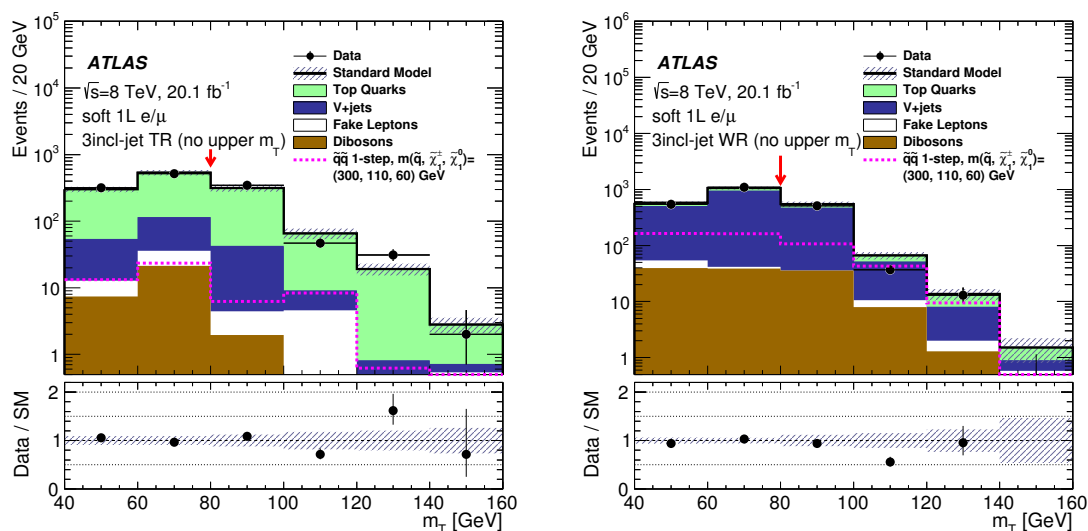 Events / 20 GeV
10⁵
10⁴
10³
10²
10
1
ATLAS
√s=8 TeV, 20.1 fb⁻¹
soft 1L e/μ
3incl-jet TR (no upper m_T)
Data
Standard Model
Top Quarks
V+jets
Fake Leptons
Dibosons
q̃q̃ 1-step, m(q̃, χ̃₁±, χ̃₁⁰)=
(300, 110, 60) GeV
Data / SM
2
1
0
40 60 80 100 120 140 160
m_T [GeV]
Events / 20 GeV
10⁶
10⁵
10⁴
10³
10²
10
1
ATLAS
√s=8 TeV, 20.1 fb⁻¹
soft 1L e/μ
3incl-jet WR (no upper m_T)
Data
Standard Model
Top Quarks
V+jets
Fake Leptons
Dibosons
q̃q̃ 1-step, m(q̃, χ̃₁±, χ̃₁⁰)=
(300, 110, 60) GeV
Data / SM
2
1
0
40 60 80 100 120 140 160
m_T [GeV]